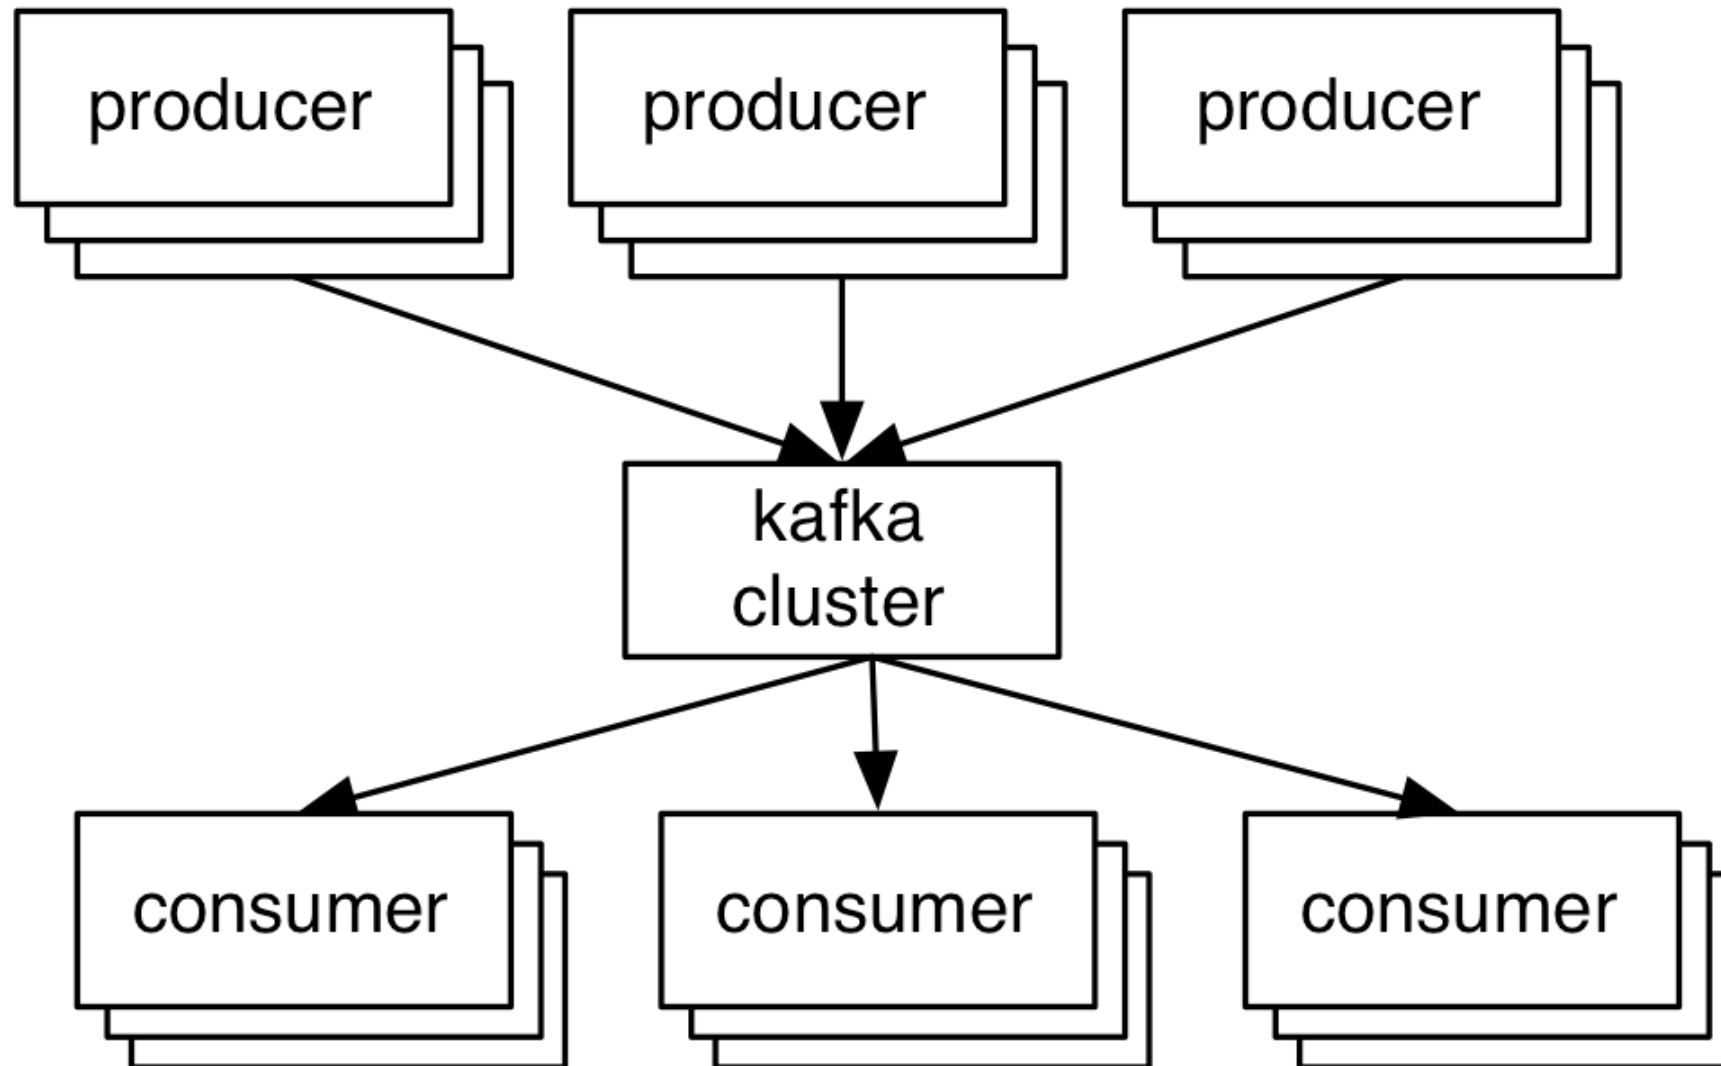 producer
producer
producer
kafka
cluster
consumer
consumer
consumer